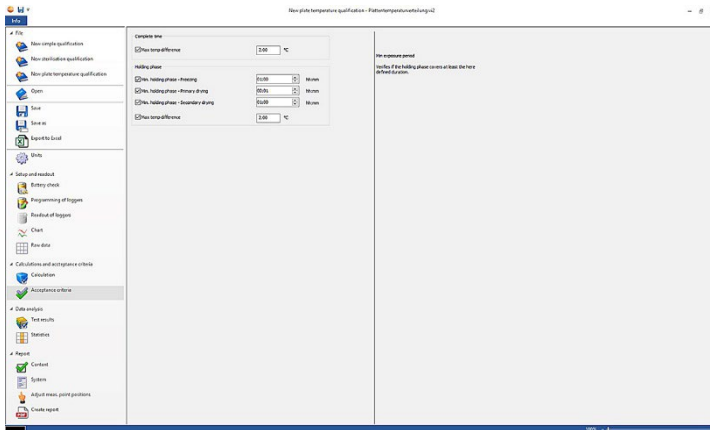 New plate temperature qualification - Plattentemperaturverteilung.vi2
Info
File
New simple qualification
New sterilisation qualification
New plate temperature qualification
Open
Save
Save as
Export to Excel
Units
Setup and readout
Battery check
Programming of loggers
Readout of loggers
Chart
Raw data
Calculations and acceptance criteria
Calculation
Acceptance criteria
Data analysis
Test results
Statistics
Report
Content
System
Adjust meas. point positions
Create report
Complete time
Max temp difference 2.00 °C
Holding phase
Min. holding phase - Freezing 01:00 hh:mm
Min. holding phase - Primary drying 00:01 hh:mm
Min. holding phase - Secondary drying 01:00 hh:mm
Max temp difference 2.00 °C
Min exposure period
Verifies if the holding phase covers at least the here
defined duration.
100%